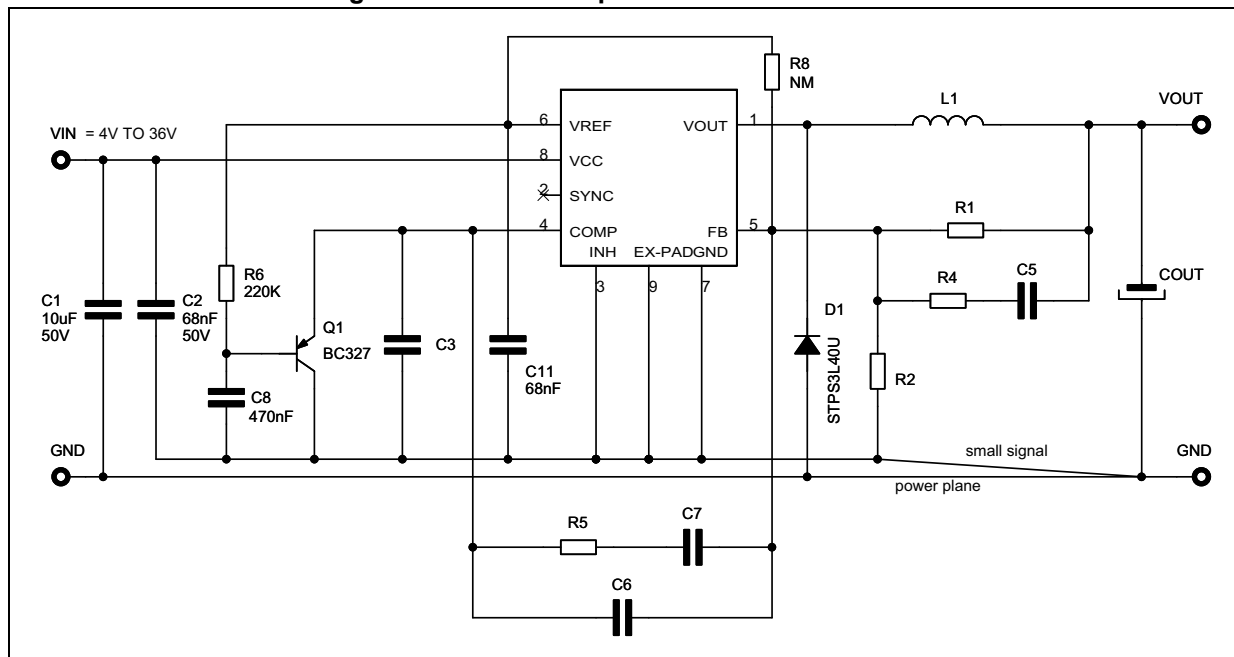 R8
NM
L1
VOUT
VIN = 4V TO 36V
6 VREF
VOUT 1
8 VCC
2 SYNC
4 COMP
FB 5
INH
EX-PAD
GND
3
9
7
R1
R4
C5
COUT
R6
220K
C1
10uF
50V
C2
68nF
50V
Q1
BC327
C3
C11
68nF
D1
STPS3L40U
R2
C8
470nF
GND
small signal
GND
power plane
R5
C7
C6